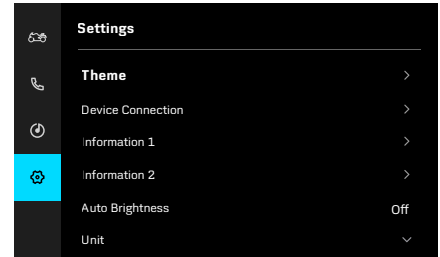 Settings
Theme
Device Connection
Information 1
Information 2
Auto Brightness Off
Unit